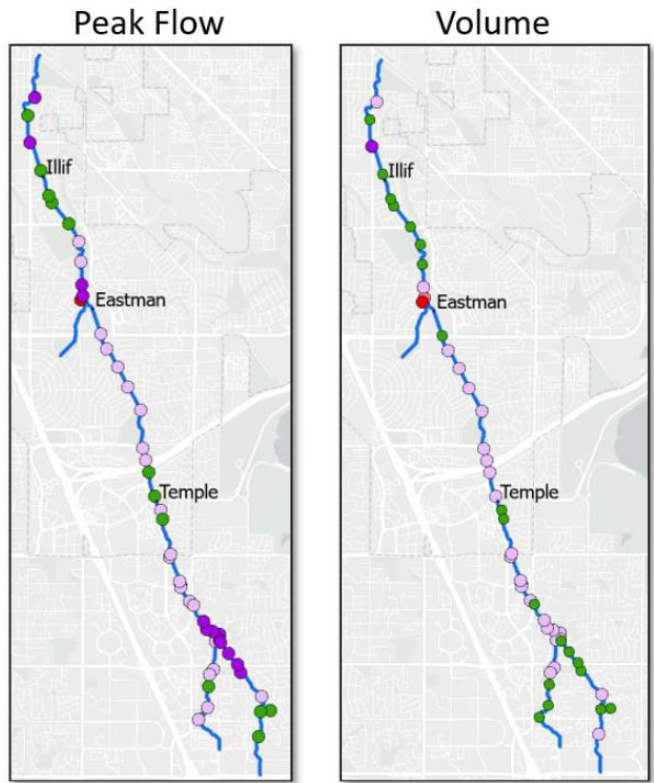 Peak Flow
Volume
Illif
Eastman
Temple
Illif
Eastman
Temple